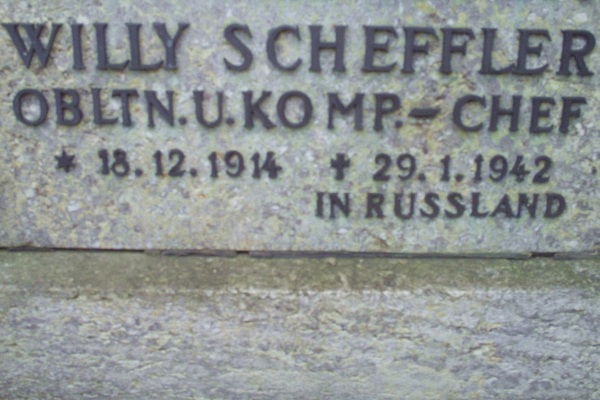 WILLY SCHEFFLER
OBLTN.U.KOMP.-CHEF
* 18.12.1914 ✝ 29.1.1942
IN RUSSLAND